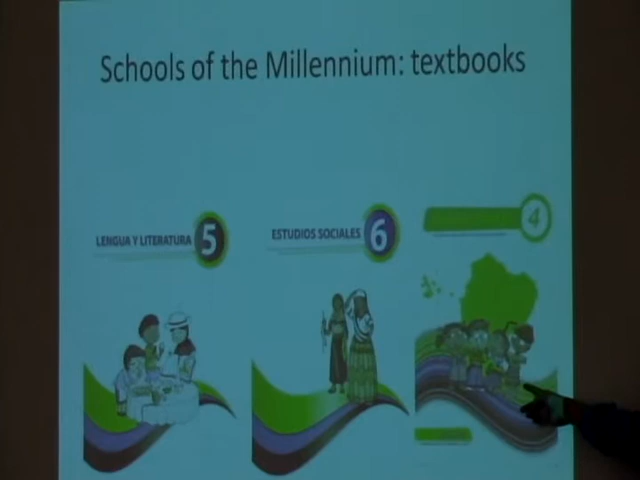 Schools of the Millennium: textbooks
LENGUA Y LITERATURA 5
ESTUDIOS SOCIALES 6
4